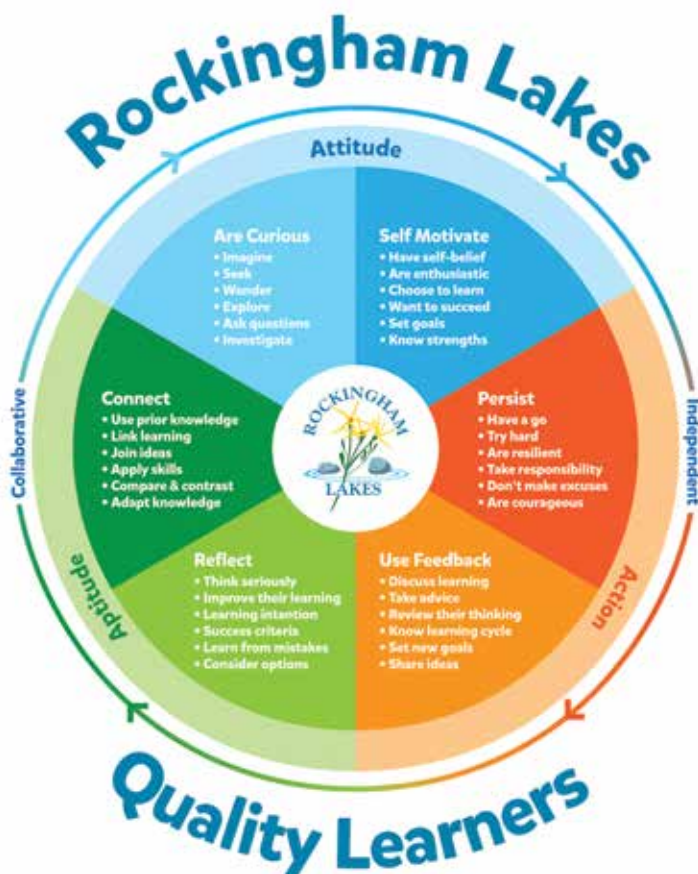 Rockingham Lakes
Attitude
Are Curious
• Imagine
• Seek
• Wonder
• Explore
• Ask questions
• Investigate
Self Motivate
• Have self-belief
• Are enthusiastic
• Choose to learn
• Want to succeed
• Set goals
• Know strengths
Collaborative
Connect
• Use prior knowledge
• Link learning
• Join ideas
• Apply skills
• Compare & contrast
• Adapt knowledge
ROCKINGHAM
LAKES
Persist
• Have a go
• Try hard
• Are resilient
• Take responsibility
• Don't make excuses
• Are courageous
Independent
Aptitude
Reflect
• Think seriously
• Improve their learning
• Learning intention
• Success criteria
• Learn from mistakes
• Consider options
Use Feedback
• Discuss learning
• Take advice
• Review their thinking
• Know learning cycle
• Set new goals
• Share ideas
Action
Quality Learners